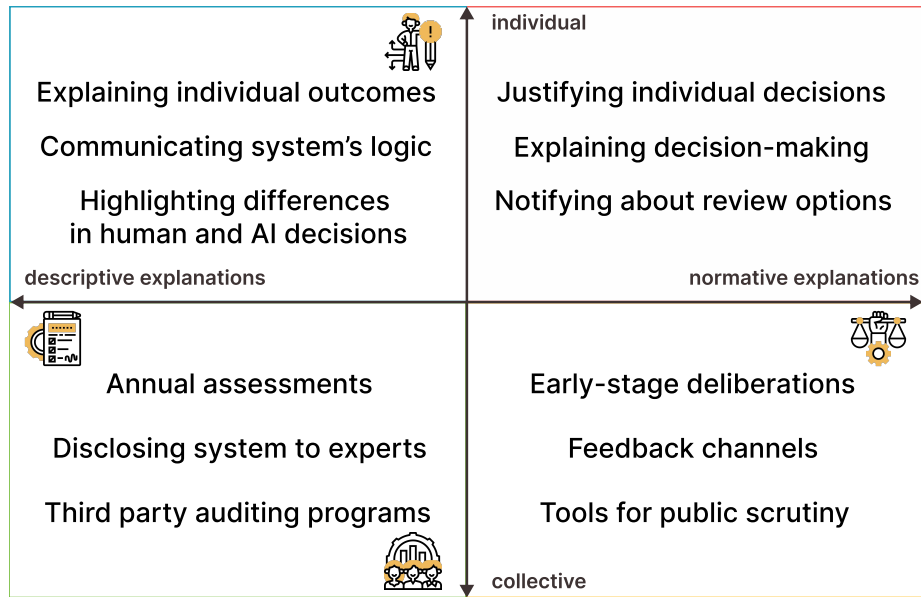 individual
Explaining individual outcomes
Communicating system's logic
Highlighting differences
in human and AI decisions
Justifying individual decisions
Explaining decision-making
Notifying about review options
descriptive explanations
normative explanations
Annual assessments
Disclosing system to experts
Third party auditing programs
Early-stage deliberations
Feedback channels
Tools for public scrutiny
collective